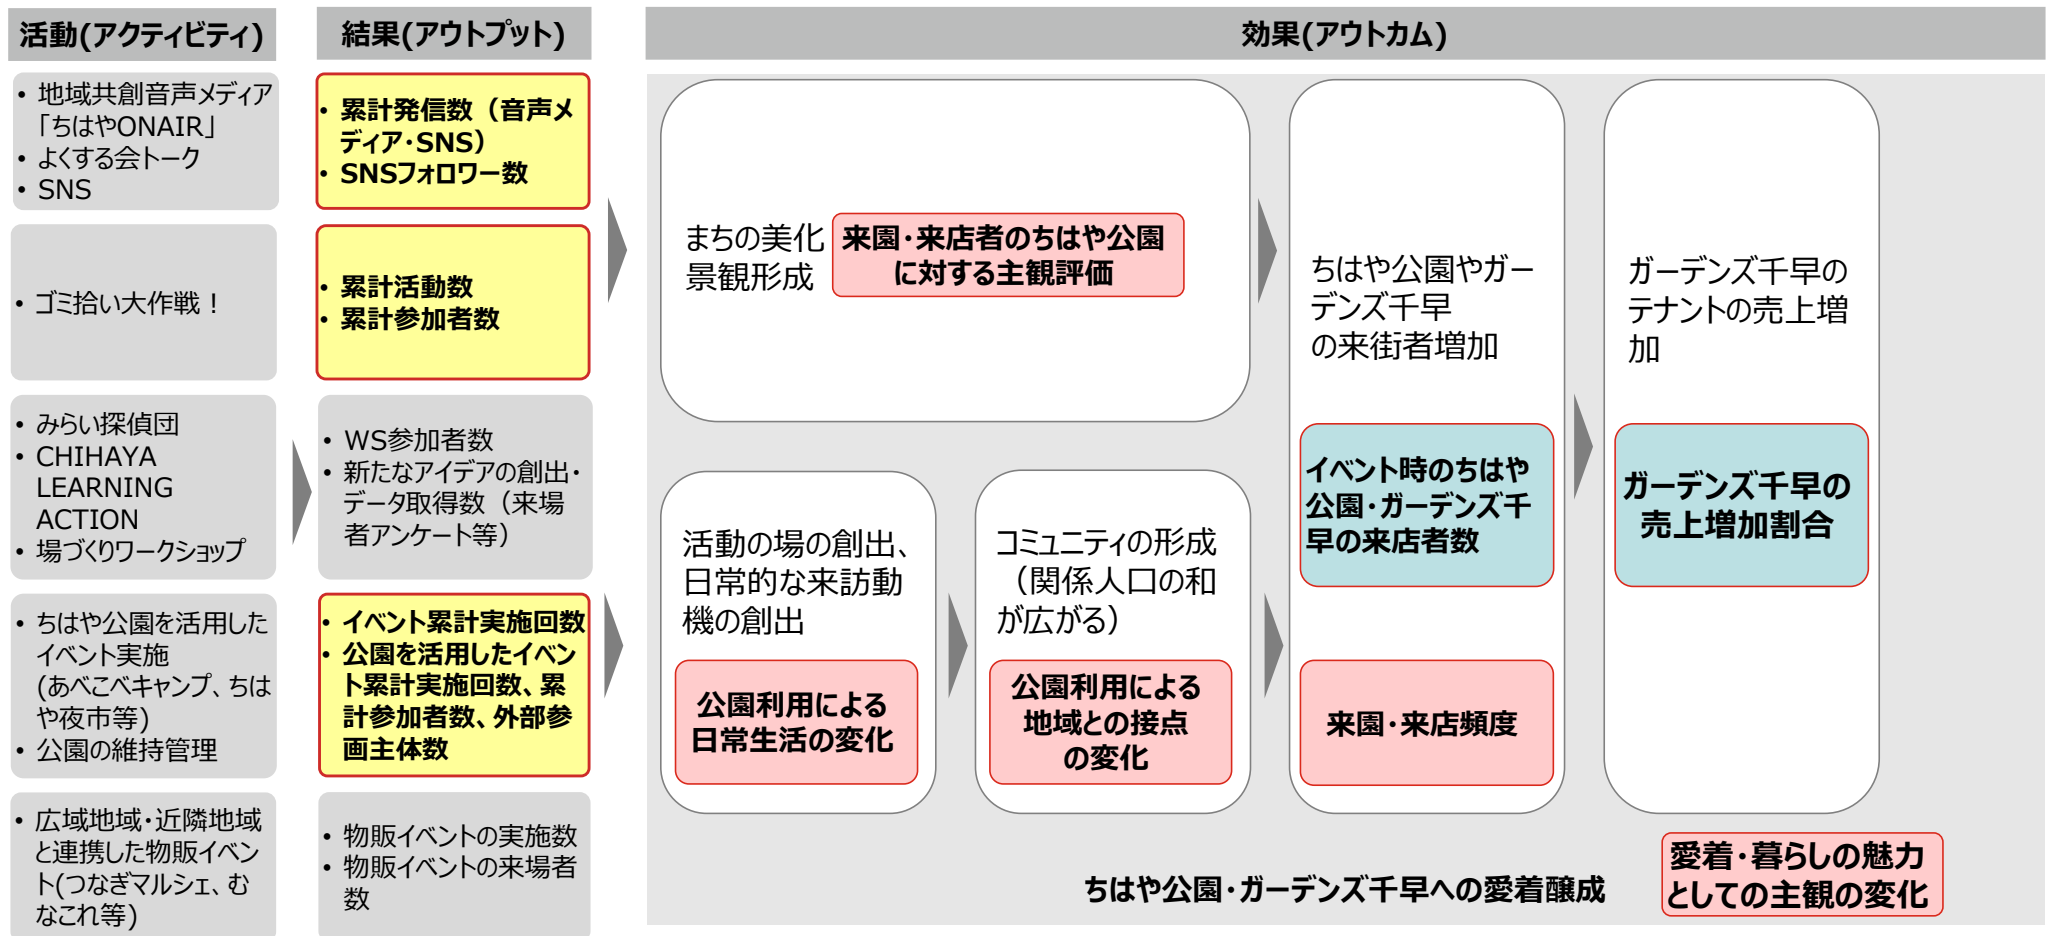 活動(アクティビティ)
結果(アウトプット)
効果(アウトカム)
• 地域共創音声メディア
「ちはやONAIR」
• よくする会トーク
• SNS
• 累計発信数（音声メ
ディア・SNS）
• SNSフォロワー数
• ゴミ拾い大作戦！
• 累計活動数
• 累計参加者数
• みらい探偵団
• CHIHAYA
LEARNING
ACTION
• 場づくりワークショップ
• WS参加者数
• 新たなアイデアの創出・
データ取得数（来場
者アンケート等）
• ちはや公園を活用した
イベント実施
(あべこべキャンプ、ちは
や夜市等)
• 公園の維持管理
• イベント累計実施回数
• 公園を活用したイベン
ト累計実施回数、累
計参加者数、外部参
画主体数
• 広域地域・近隣地域
と連携した物販イベン
ト(つなぎマルシェ、む
なこれ等)
• 物販イベントの実施数
• 物販イベントの来場者
数
まちの美化
景観形成
来園・来店者のちはや公園
に対する主観評価
活動の場の創出、
日常的な来訪動
機の創出
公園利用による
日常生活の変化
コミュニティの形成
（関係人口の和
が広がる）
公園利用による
地域との接点
の変化
ちはや公園やガー
デンズ千早
の来街者増加
イベント時のちはや
公園・ガーデンズ千
早の来店者数
来園・来店頻度
ガーデンズ千早の
テナントの売上増
加
ガーデンズ千早の
売上増加割合
ちはや公園・ガーデンズ千早への愛着醸成
愛着・暮らしの魅力
としての主観の変化